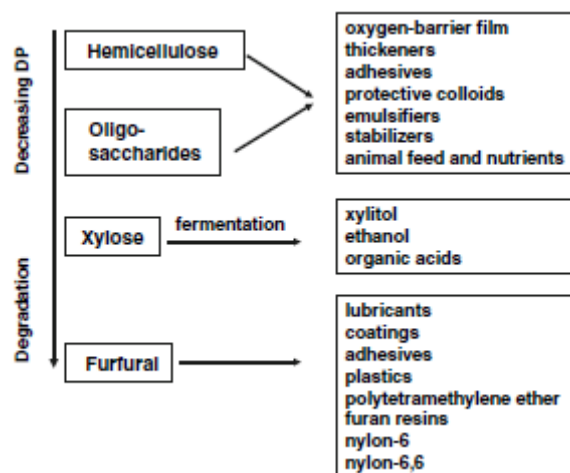 Decreasing DP
Degradation
Hemicellulose
Oligo-
saccharides
oxygen-barrier film
thickeners
adhesives
protective colloids
emulsifiers
stabilizers
animal feed and nutrients
Xylose
fermentation
xylitol
ethanol
organic acids
Furfural
lubricants
coatings
adhesives
plastics
polytetramethylene ether
furan resins
nylon-6
nylon-6,6